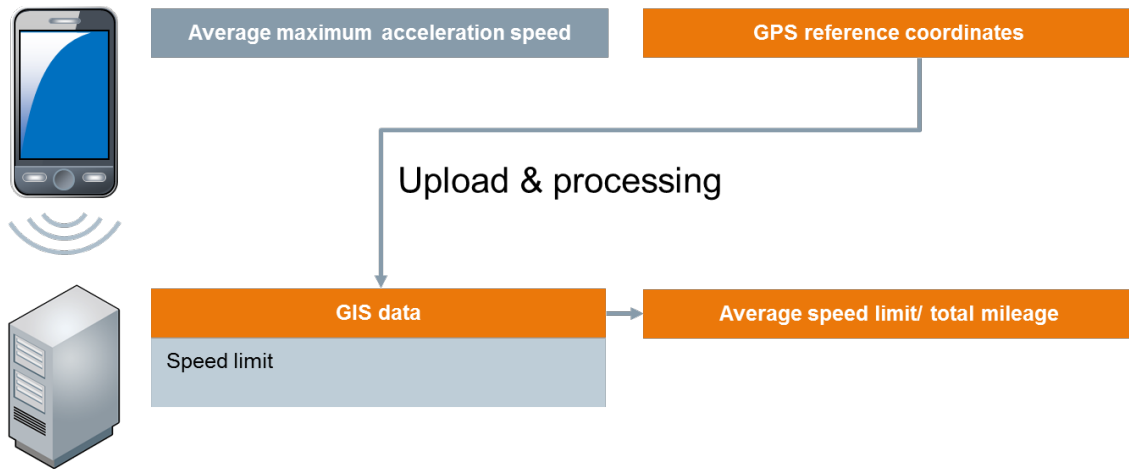 Average maximum acceleration speed
GPS reference coordinates
Upload & processing
GIS data
Average speed limit/ total mileage
Speed limit